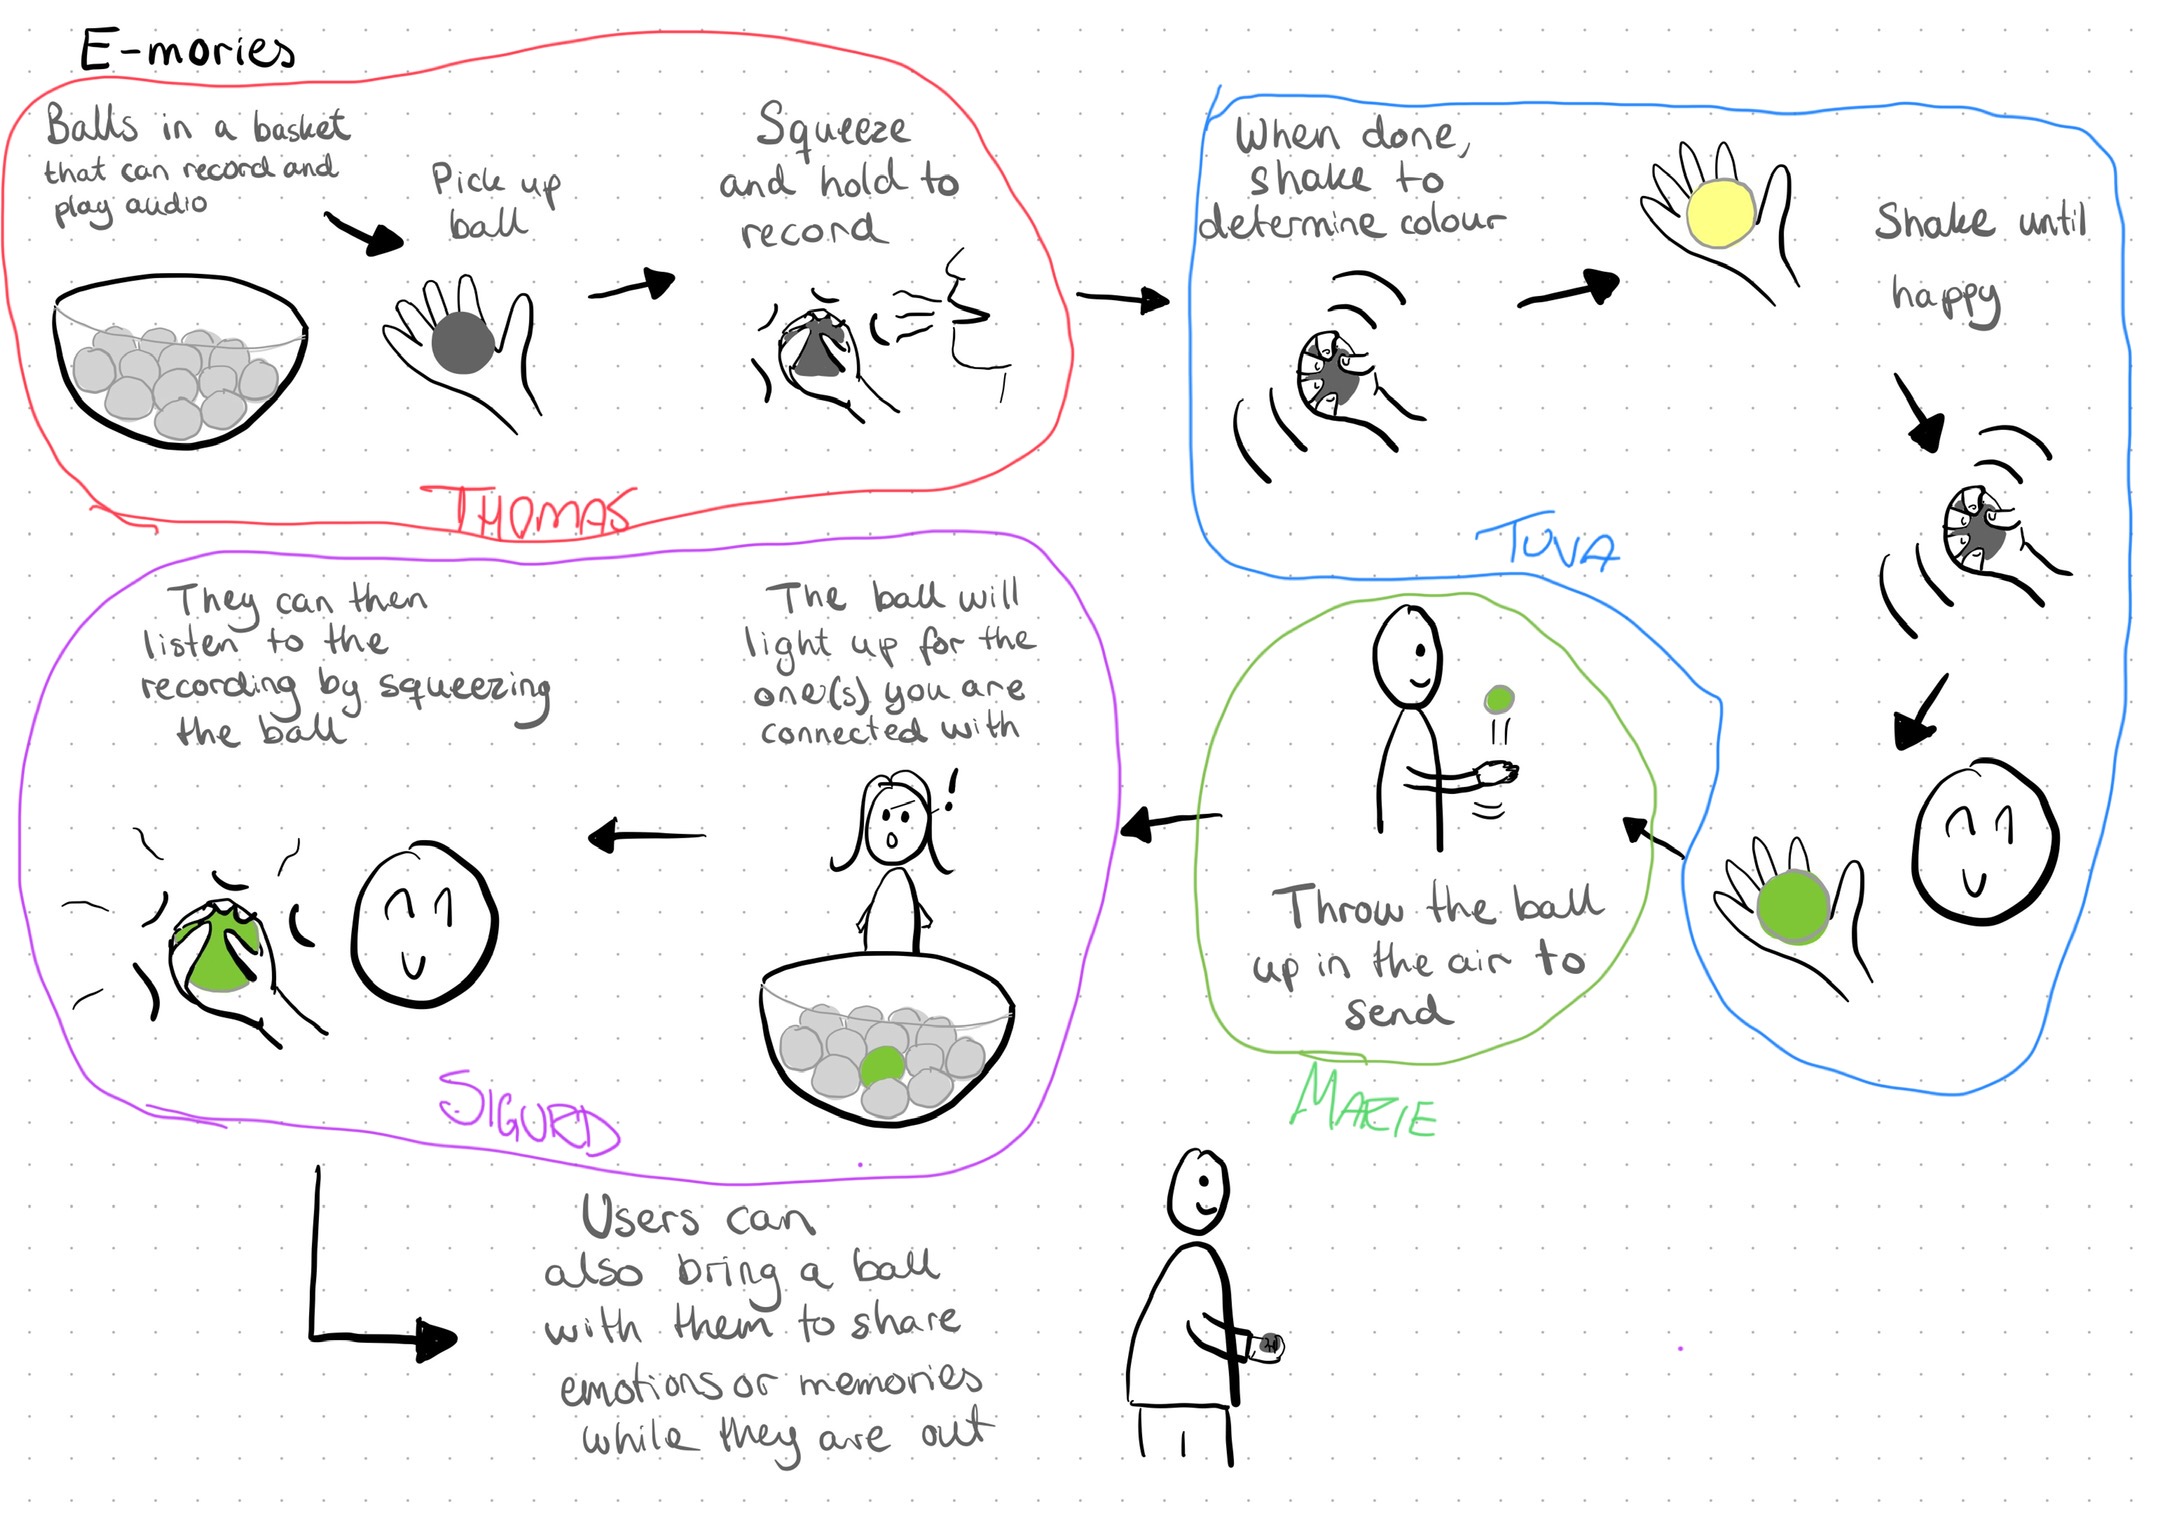 E-mories
Balls in a basket
that can record and
play audio
Pick up
ball
Squeeze
and hold to
record
THOMAS
When done,
shake to
determine colour
Shake until
happy
TUVA
Throw the ball
up in the air to
send
MARIE
The ball will
light up for the
one(s) you are
connected with
!
They can then
listen to the
recording by squeezing
the ball
SIGURD
Users can
also bring a ball
with them to share
emotions or memories
while they are out